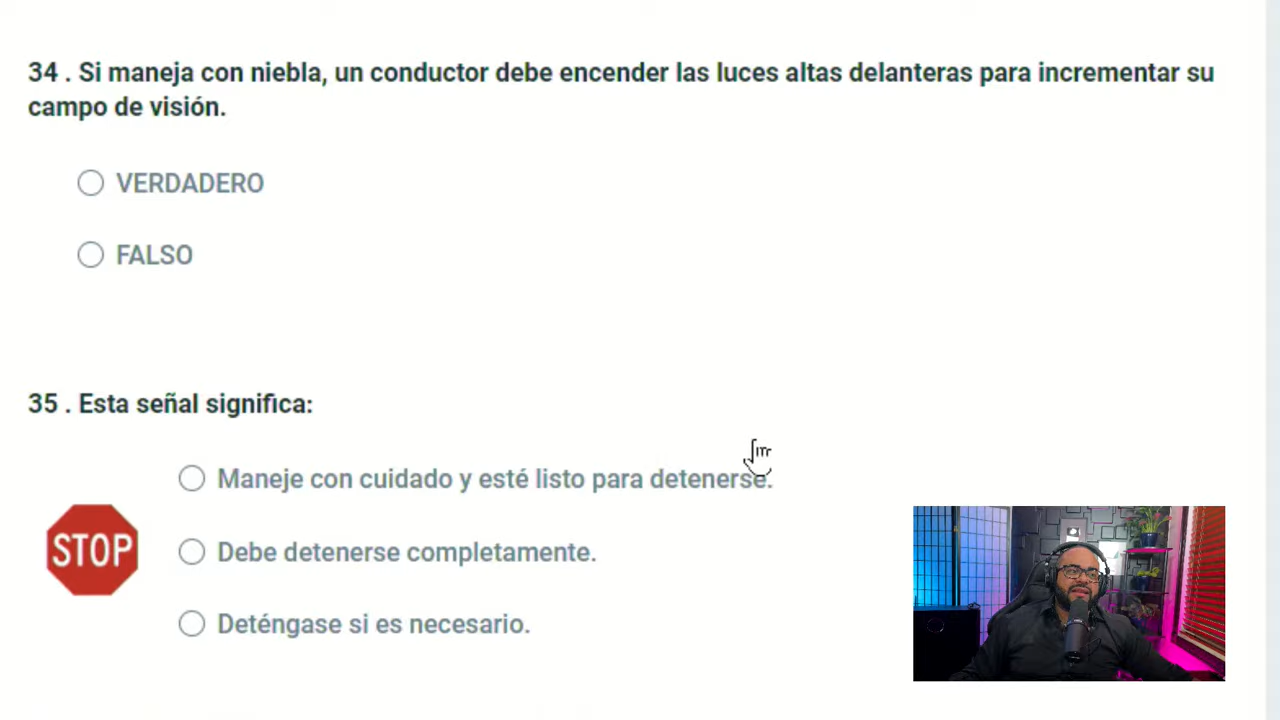 34 . Si maneja con niebla, un conductor debe encender las luces altas delanteras para incrementar su
campo de visión.
VERDADERO
FALSO
35 . Esta señal significa:
Maneje con cuidado y esté listo para detenerse.
STOP
Debe detenerse completamente.
Deténgase si es necesario.